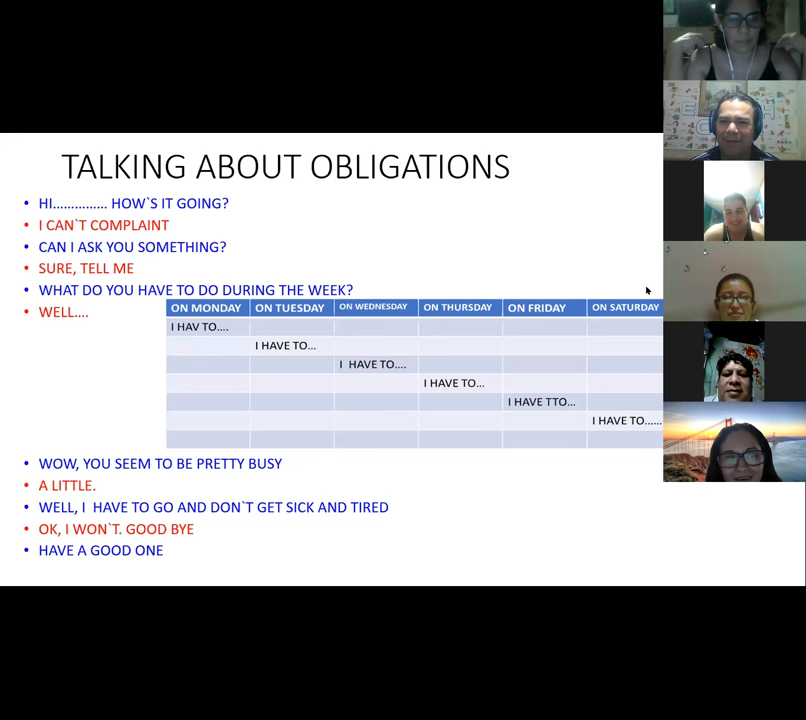 TALKING ABOUT OBLIGATIONS
• HI…………… HOW`S IT GOING?
• I CAN`T COMPLAINT
• CAN I ASK YOU SOMETHING?
• SURE, TELL ME
• WHAT DO YOU HAVE TO DO DURING THE WEEK?
• WELL….
ON MONDAY ON TUESDAY ON WEDNESDAY ON THURSDAY ON FRIDAY ON SATURDAY
I HAV TO….
I HAVE TO…
I HAVE TO….
I HAVE TO…
I HAVE TTO…
I HAVE TO……
• WOW, YOU SEEM TO BE PRETTY BUSY
• A LITTLE.
• WELL, I HAVE TO GO AND DON`T GET SICK AND TIRED
• OK, I WON`T. GOOD BYE
• HAVE A GOOD ONE